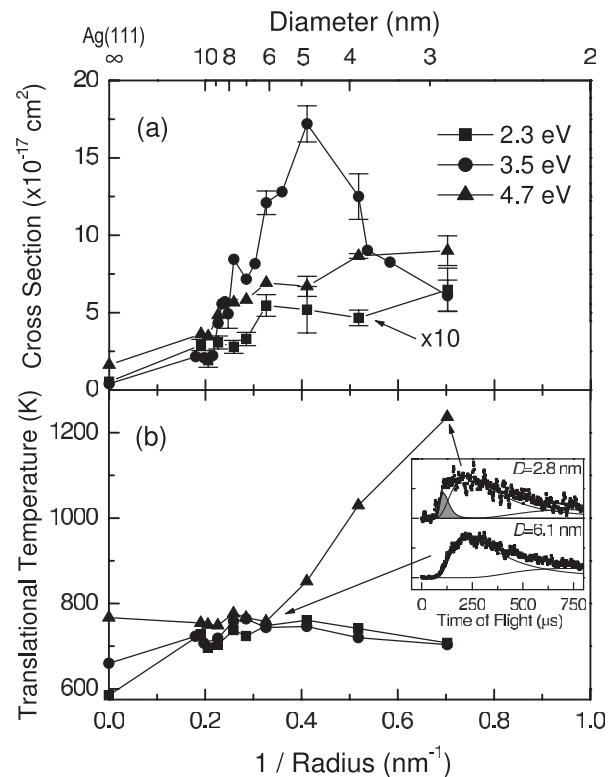 Diameter (nm)
Ag(111)
∞ 10 8 6 5 4 3 2
20
15
10
5
0
Cross Section (x10⁻¹⁷ cm²)
(a)
2.3 eV
3.5 eV
4.7 eV
x10
1200
1000
800
600
Translational Temperature (K)
(b)
D=2.8 nm
D=6.1 nm
0 250 500 750
Time of Flight (µs)
0.0 0.2 0.4 0.6 0.8 1.0
1 / Radius (nm⁻¹)